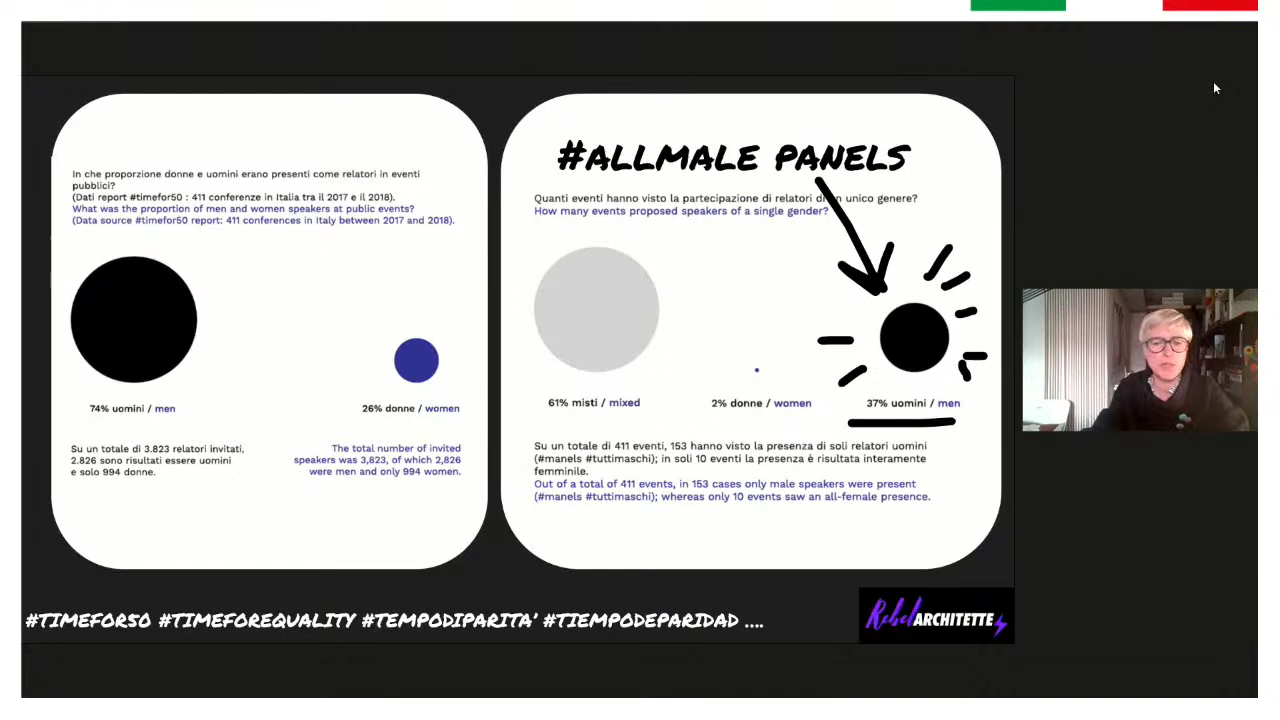 In che proporzione donne e uomini erano presenti come relatori in eventi
pubblici?
(Dati report #timefor50 : 411 conferenze in Italia tra il 2017 e il 2018).
What was the proportion of men and women speakers at public events?
(Data source #timefor50 report: 411 conferences in Italy between 2017 and 2018).
74% uomini / men
26% donne / women
Su un totale di 3.823 relatori invitati,
2.826 sono risultati essere uomini
e solo 994 donne.
The total number of invited
speakers was 3,823, of which 2,826
were men and only 994 women.
#ALLMALE PANELS
Quanti eventi hanno visto la partecipazione di relatori di un unico genere?
How many events proposed speakers of a single gender?
61% misti / mixed
2% donne / women
37% uomini / men
Su un totale di 411 eventi, 153 hanno visto la presenza di soli relatori uomini
(#manels #tuttimaschi); in soli 10 eventi la presenza è risultata interamente
femminile.
Out of a total of 411 events, in 153 cases only male speakers were present
(#manels #tuttimaschi); whereas only 10 events saw an all-female presence.
#TIMEFOR50 #TIMEFOREQUALITY #TEMPODIPARITA' #TIEMPODEPARIDAD ....
Rebel ARCHITETTE